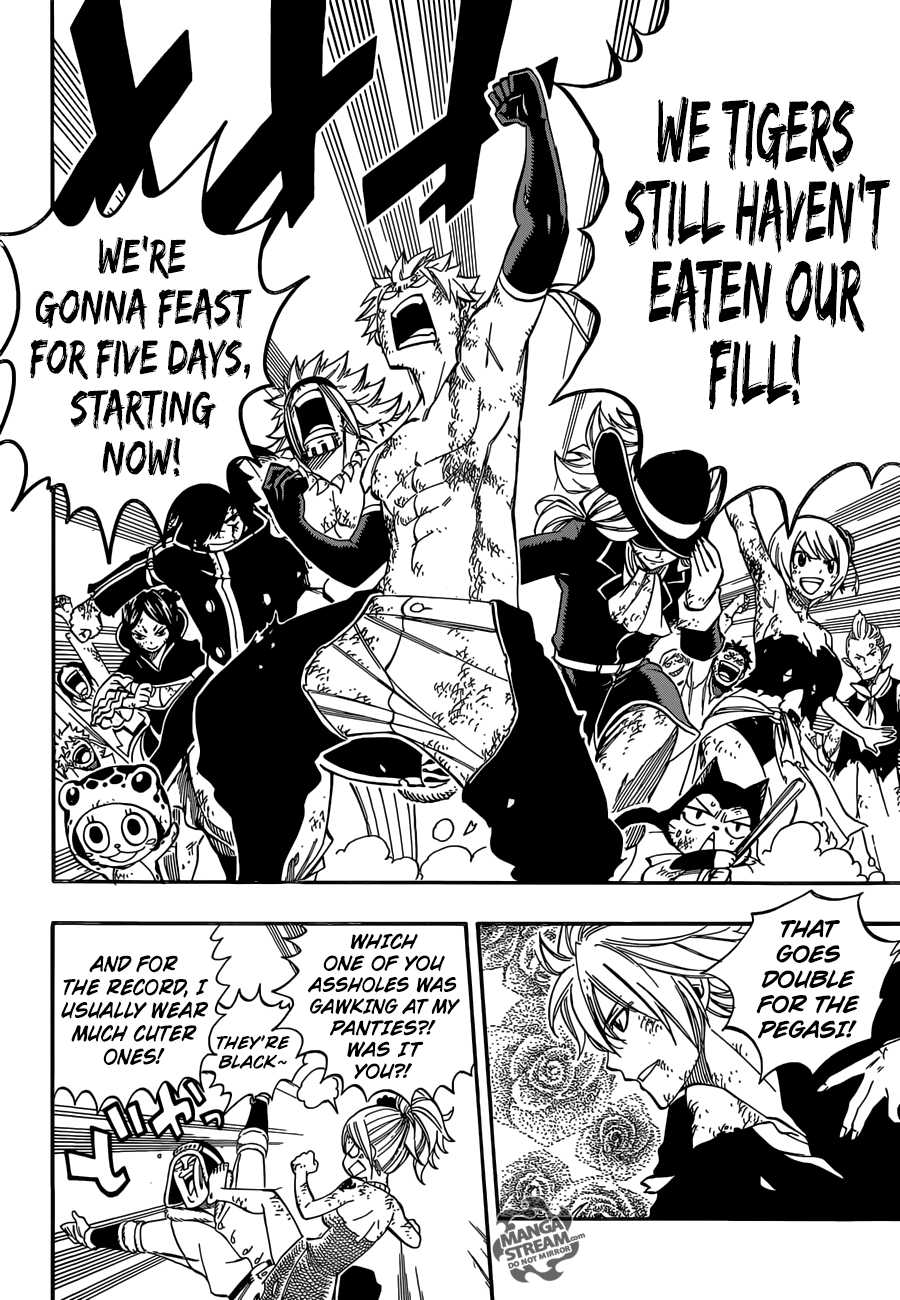 WE TIGERS
STILL HAVEN'T
EATEN OUR
FILL!
WE'RE
GONNA FEAST
FOR FIVE DAYS,
STARTING
NOW!
THAT
GOES
DOUBLE
FOR THE
PEGASI!
WHICH
ONE OF YOU
ASSHOLES WAS
GAWKING AT MY
PANTIES?!
WAS IT
YOU?!
THEY'RE
BLACK~
AND FOR
THE RECORD, I
USUALLY WEAR
MUCH CUTER
ONES!
MANGA
STREAM.com
DO NOT MIRROR